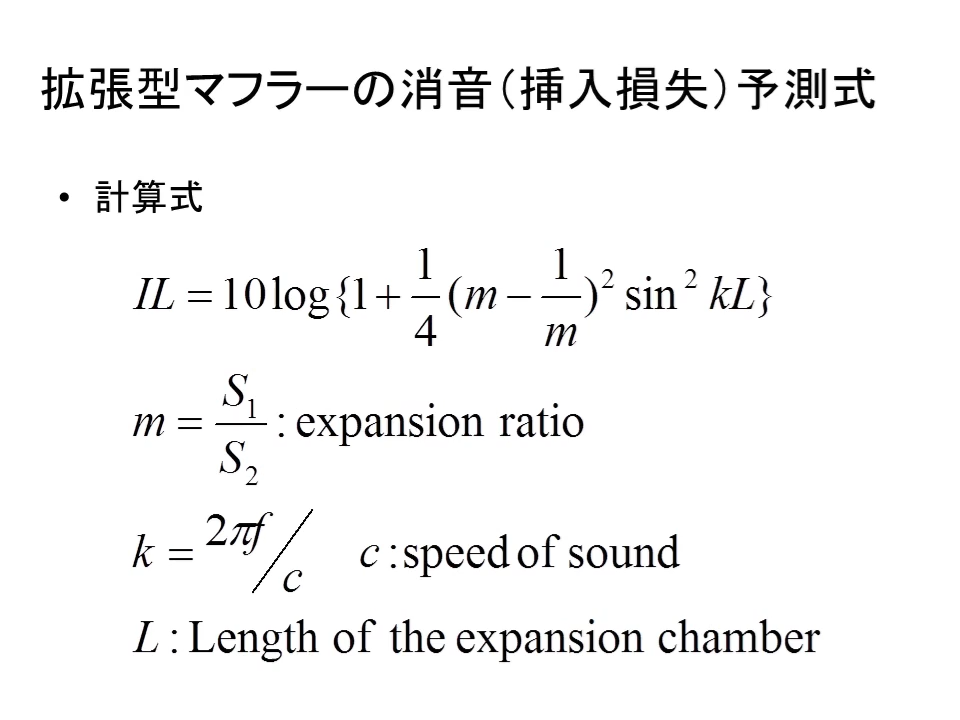 拡張型マフラーの消音(挿入損失)予測式
• 計算式
IL = 10 log{1 + 1/4 (m − 1/m)² sin² kL}
m = S₁/S₂ : expansion ratio
k = 2πf/c c : speed of sound
L : Length of the expansion chamber